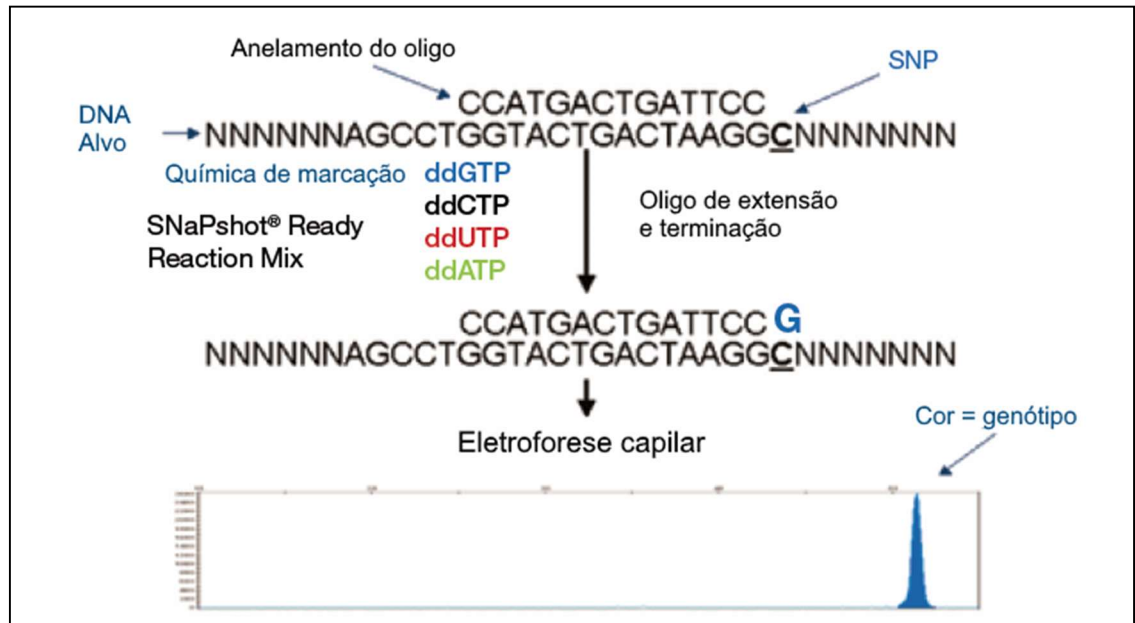 Anelamento do oligo
SNP
CCATGACTGATTCC
DNA
Alvo
NNNNNNAGCCTGGTACTGACTAAGGCNNNNNNN
Química de marcação
ddGTP
ddCTP
ddUTP
ddATP
SNaPshot® Ready
Reaction Mix
Oligo de extensão
e terminação
CCATGACTGATTCC G
NNNNNNAGCCTGGTACTGACTAAGGCNNNNNNN
Eletroforese capilar
Cor = genótipo